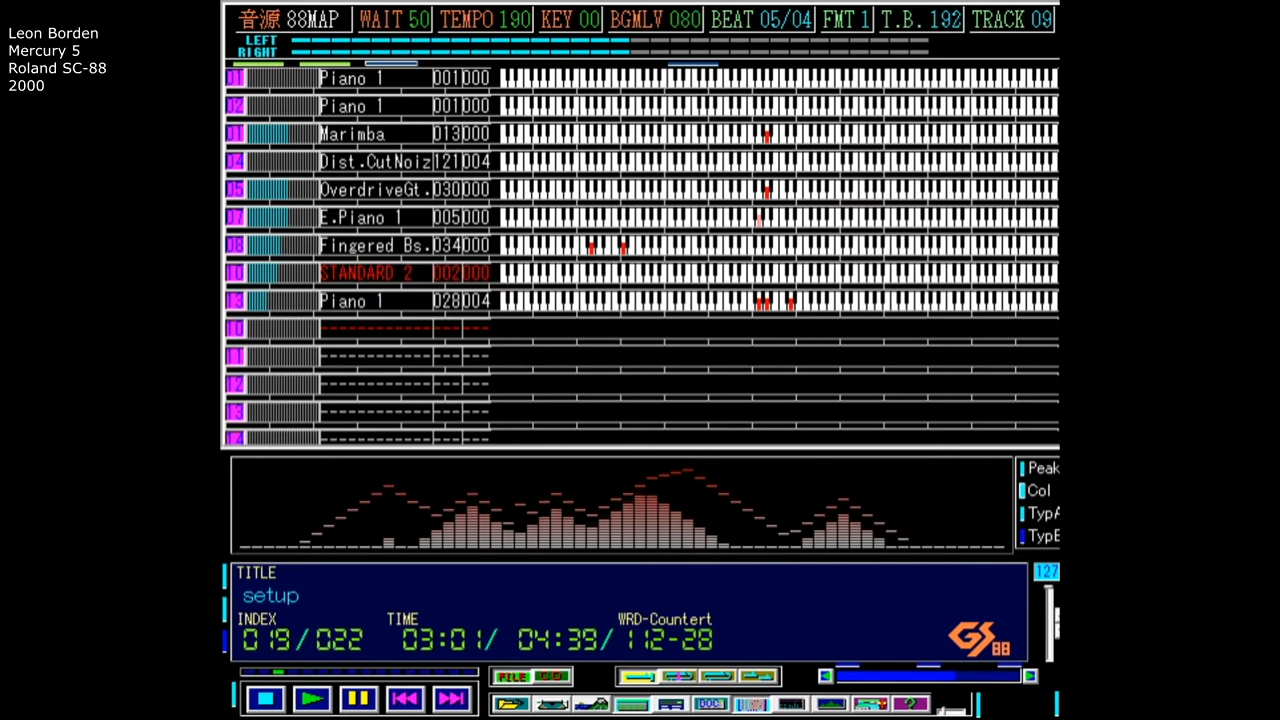 Leon Borden
Mercury 5
Roland SC-88
2000
音源 88MAP WAIT 50 TEMPO 190 KEY 00 BGMLV 080 BEAT 05/04 FMT 1 T.B. 192 TRACK 09
LEFT
RIGHT
01 Piano 1 001 000
02 Piano 1 001 000
Marimba 013 000
04 Dist.CutNoiz 121 004
05 OverdriveGt. 030 000
07 E.Piano 1 005 000
08 Fingered Bs. 034 000
10 STANDARD 2 002 000
13 Piano 1 028 004
10
11
12
13
14
Peak
Col
TypA
TypE
TITLE
127
setup
INDEX TIME WRD-Countert
019/022 03:01/ 04:39/ 112-28
GS 88
FILE CD
DOC
?